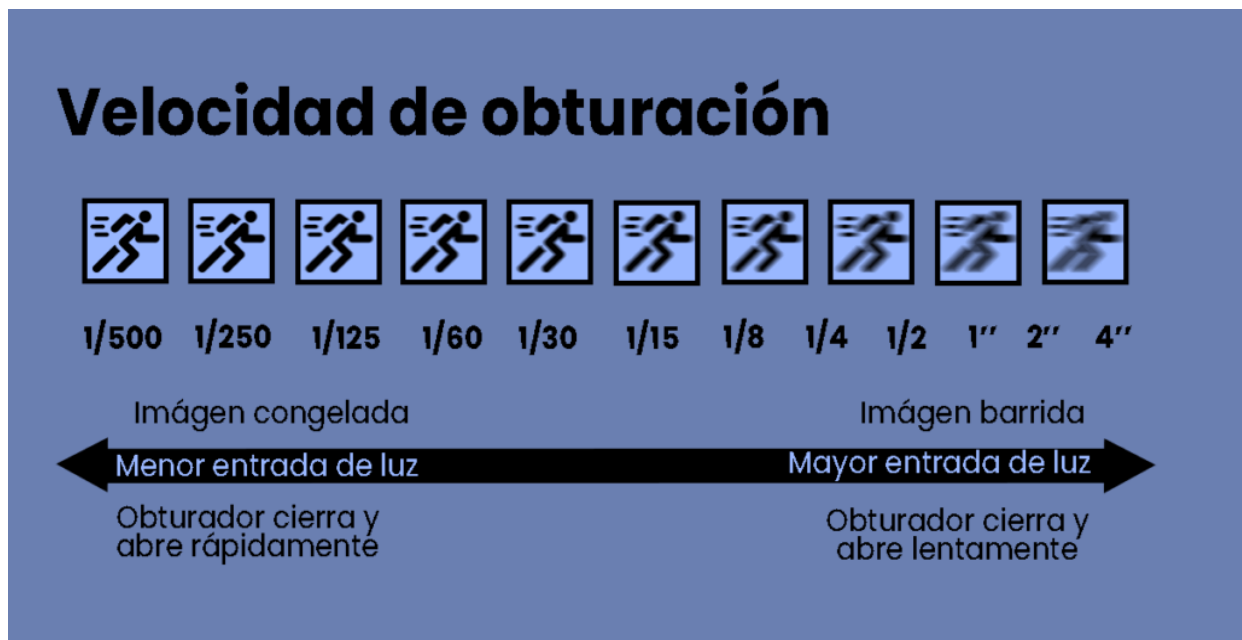 Velocidad de obturación
1/500 1/250 1/125 1/60 1/30 1/15 1/8 1/4 1/2 1’’ 2’’ 4’’
Imágen congelada
Imágen barrida
Menor entrada de luz
Mayor entrada de luz
Obturador cierra y
abre rápidamente
Obturador cierra y
abre lentamente